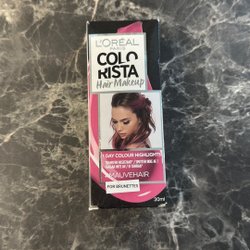 L'ORÉAL
PARIS
COLO
RISTA
Hair Makeup
1 DAY COLOUR HIGHLIGHTS
#MAUVEHAIR
FOR BRUNETTES
30ml